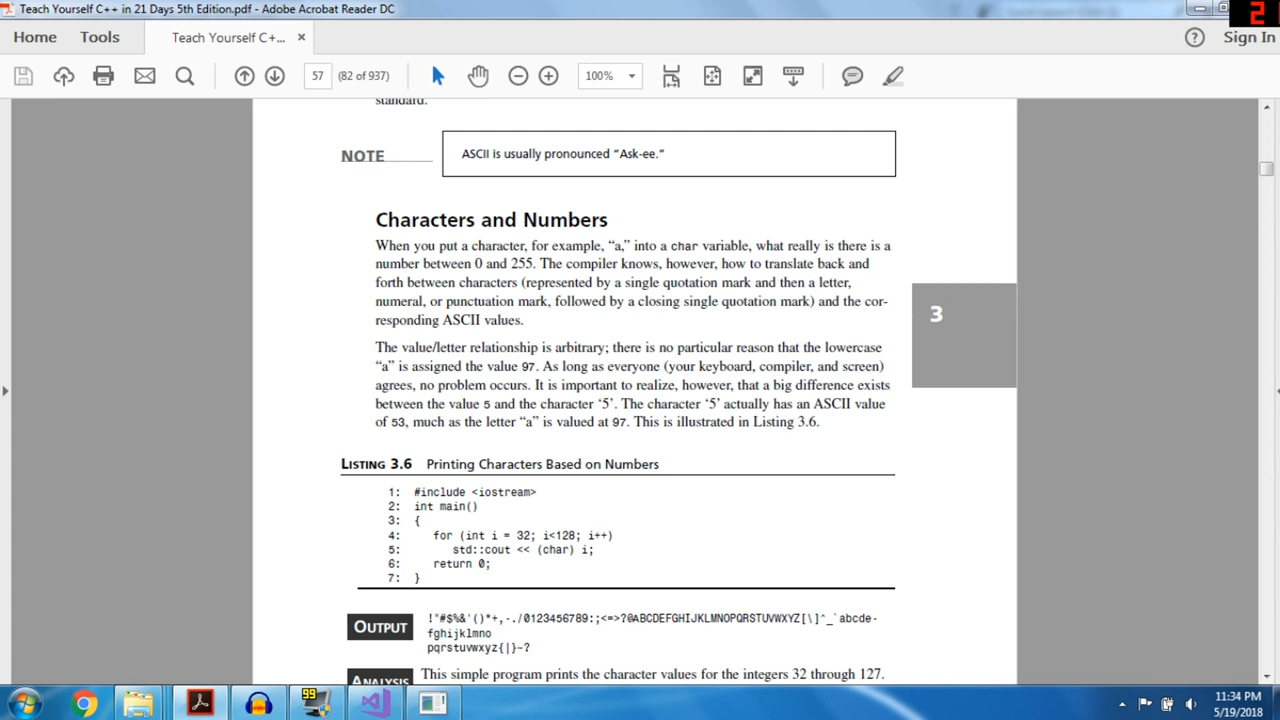 Teach Yourself C++ in 21 Days 5th Edition.pdf - Adobe Acrobat Reader DC
Home Tools Teach Yourself C+... × Sign In
57 (82 of 937) 100%
standard.
NOTE ASCII is usually pronounced “Ask-ee.”
Characters and Numbers
When you put a character, for example, “a,” into a char variable, what really is there is a
number between 0 and 255. The compiler knows, however, how to translate back and
forth between characters (represented by a single quotation mark and then a letter,
numeral, or punctuation mark, followed by a closing single quotation mark) and the cor-
responding ASCII values.
3
The value/letter relationship is arbitrary; there is no particular reason that the lowercase
“a” is assigned the value 97. As long as everyone (your keyboard, compiler, and screen)
agrees, no problem occurs. It is important to realize, however, that a big difference exists
between the value 5 and the character ‘5’. The character ‘5’ actually has an ASCII value
of 53, much as the letter “a” is valued at 97. This is illustrated in Listing 3.6.
LISTING 3.6 Printing Characters Based on Numbers
1: #include <iostream>
2: int main()
3: {
4: for (int i = 32; i<128; i++)
5: std::cout << (char) i;
6: return 0;
7: }
OUTPUT !"#$%&'()*+,-./0123456789:;<=>?@ABCDEFGHIJKLMNOPQRSTUVWXYZ[\]^_`abcde-
fghijklmno
pqrstuvwxyz{|}~?
ANALYSIS This simple program prints the character values for the integers 32 through 127.
99
11:34 PM
5/19/2018